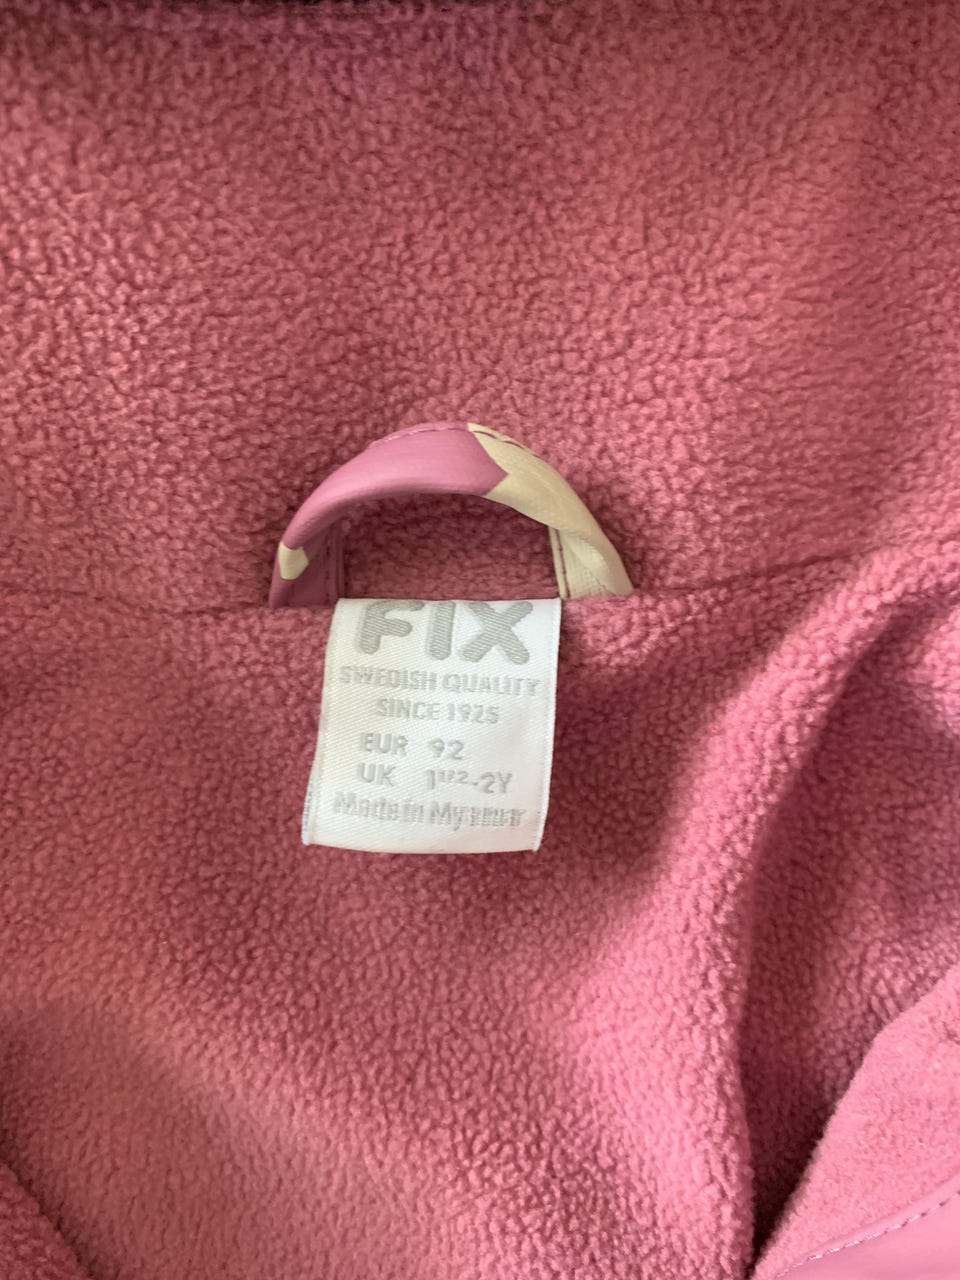 FIX
SWEDISH QUALITY
SINCE 1925
EUR 92
UK 1 1/2-2Y
Made in Myanmar